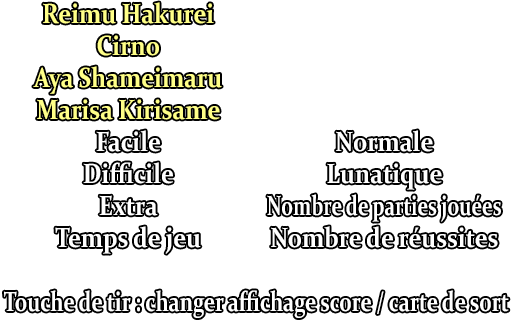 Reimu Hakurei
Cirno
Aya Shameimaru
Marisa Kirisame
Facile Normale
Difficile Lunatique
Extra Nombre de parties jouées
Temps de jeu Nombre de réussites
Touche de tir : changer affichage score / carte de sort